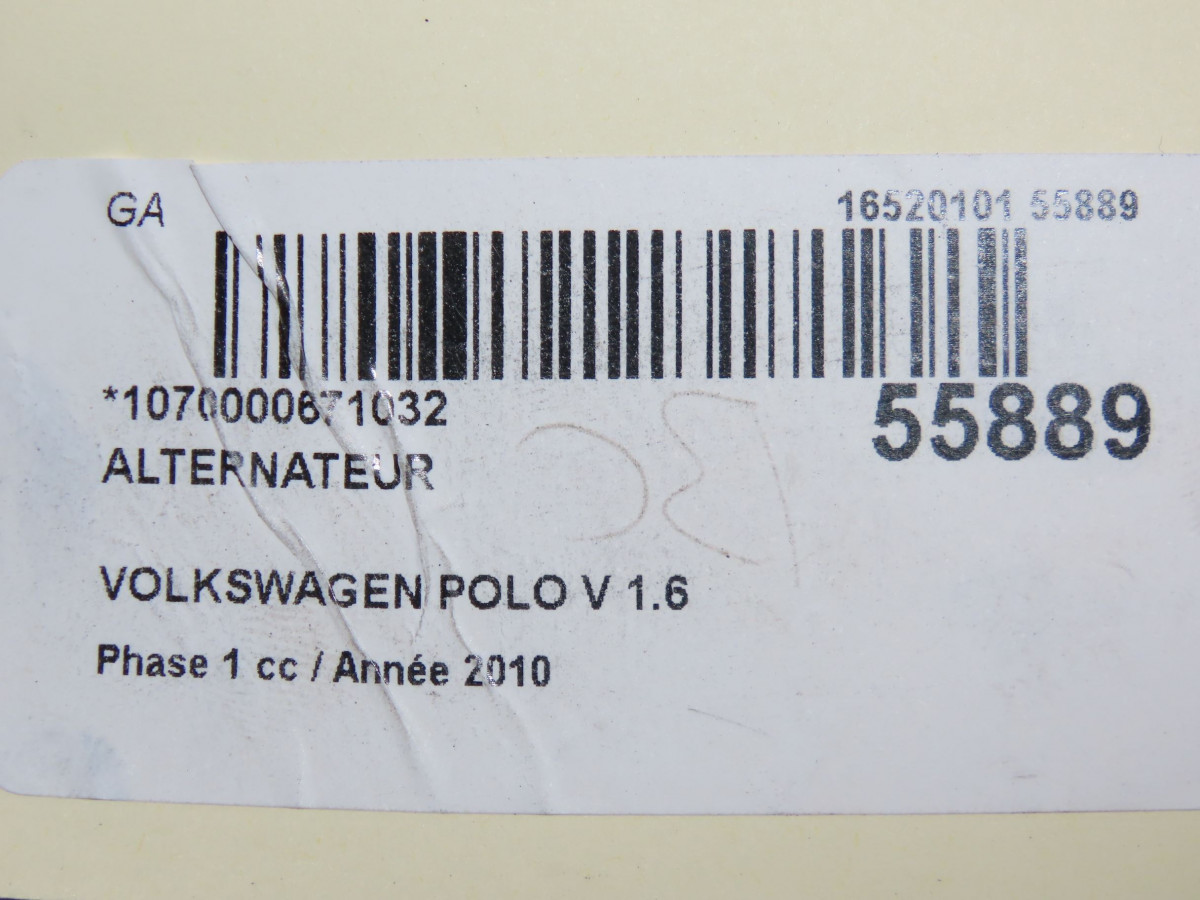 GA
16520101 55889
*1070000671032
55889
ALTERNATEUR
VOLKSWAGEN POLO V 1.6
Phase 1 cc / Année 2010